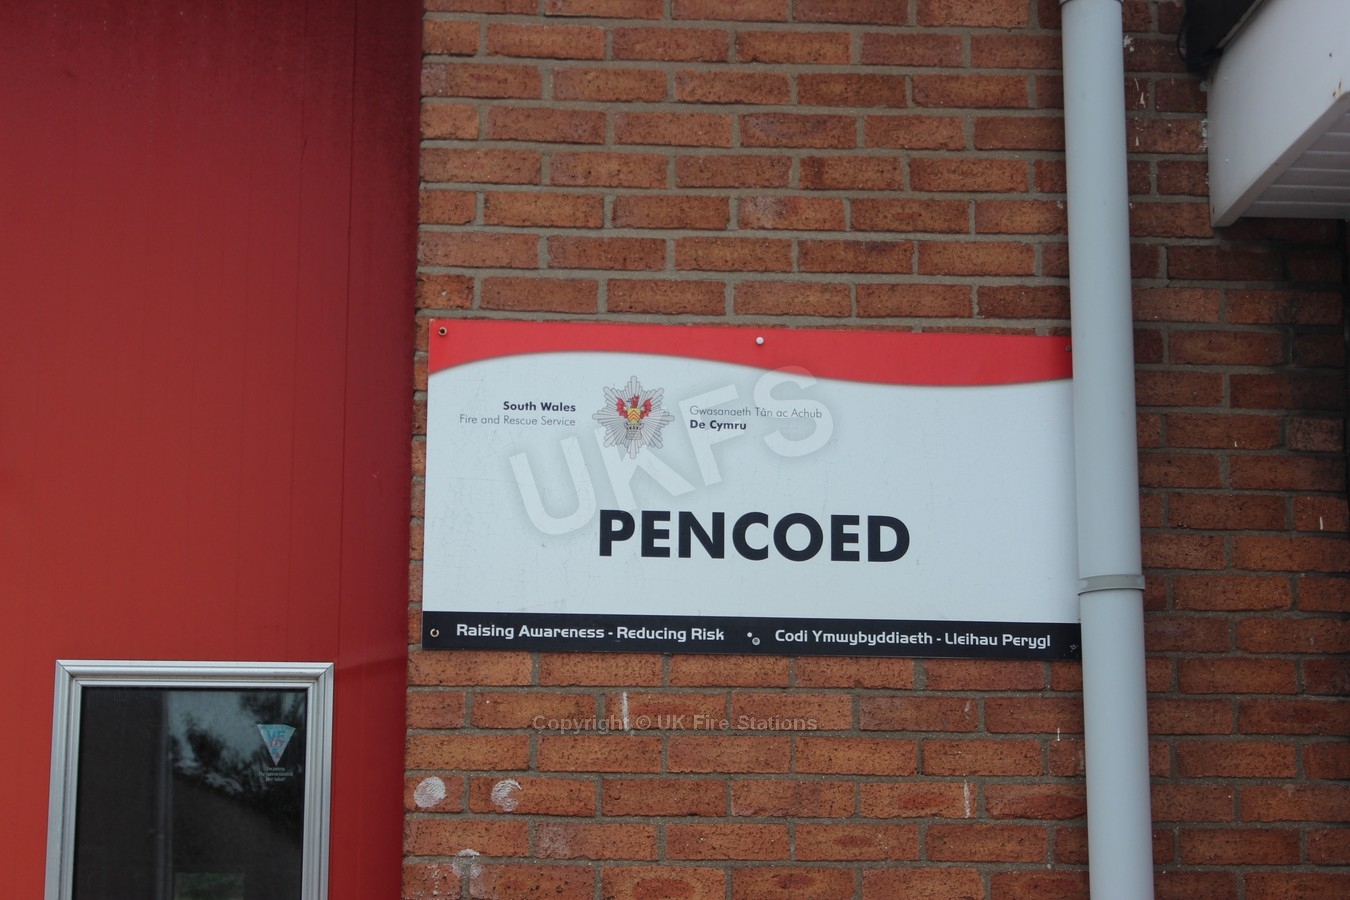 South Wales
Fire and Rescue Service
Gwasanaeth Tân ac Achub
De Cymru
UKFS
PENCOED
Raising Awareness - Reducing Risk
Codi Ymwybyddiaeth - Lleihau Perygl
Copyright © UK Fire Stations